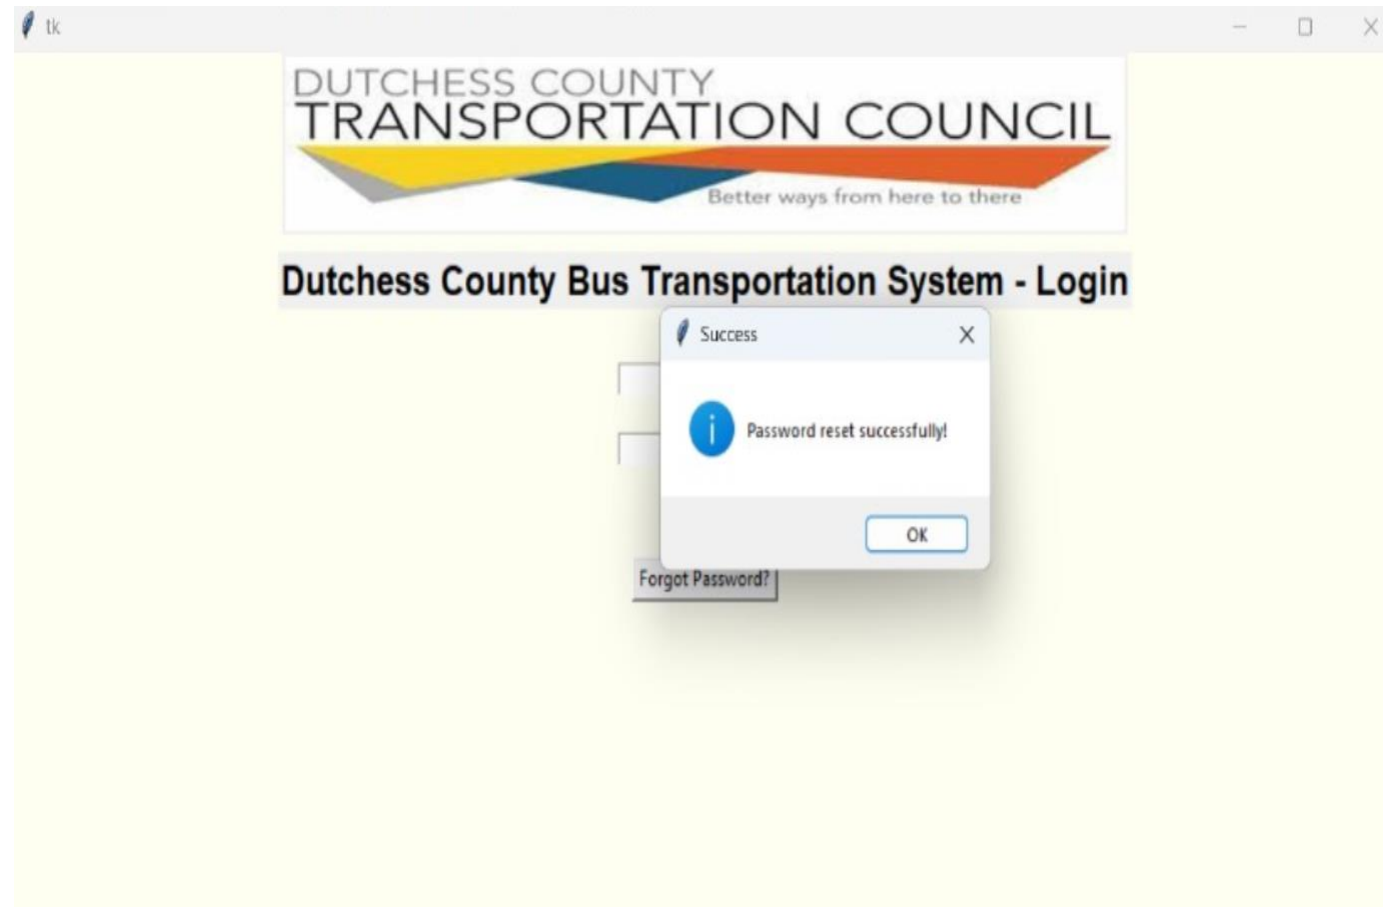 tk
DUTCHESS COUNTY
TRANSPORTATION COUNCIL
Better ways from here to there
Dutchess County Bus Transportation System - Login
Success
Password reset successfully!
OK
Forgot Password?